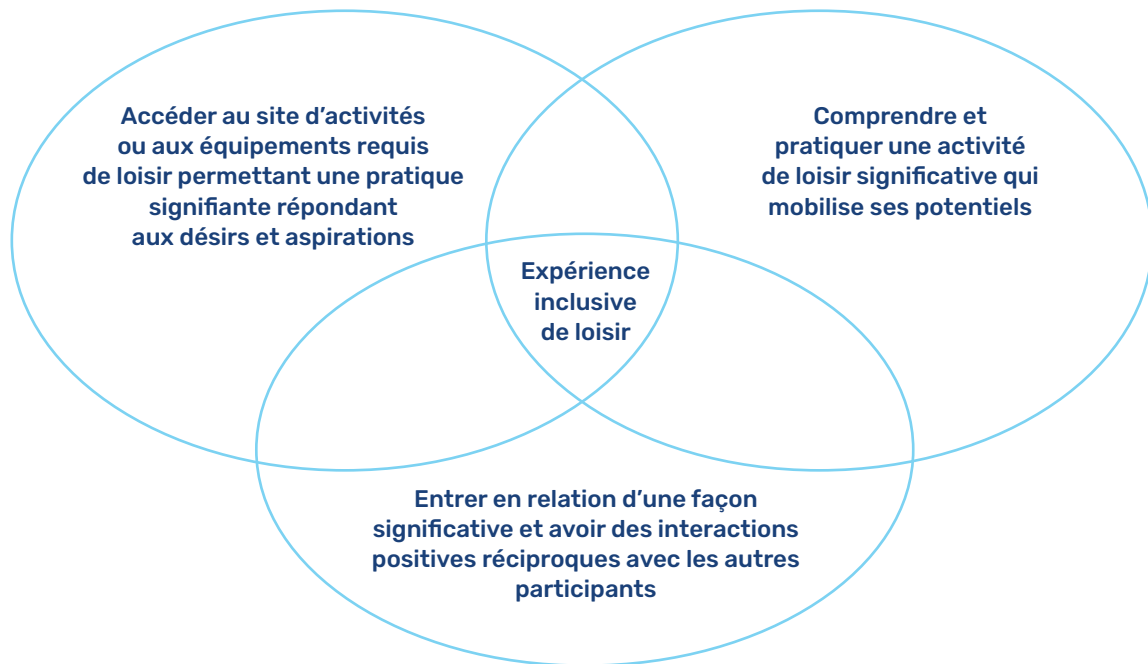 Accéder au site d’activités
ou aux équipements requis
de loisir permettant une pratique
signifiante répondant
aux désirs et aspirations
Comprendre et
pratiquer une activité
de loisir significative qui
mobilise ses potentiels
Expérience
inclusive
de loisir
Entrer en relation d’une façon
significative et avoir des interactions
positives réciproques avec les autres
participants